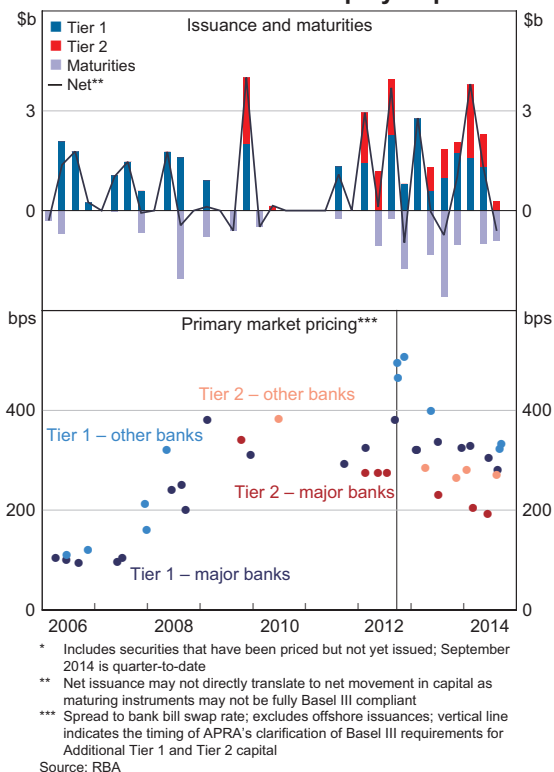 $b
Issuance and maturities
$b
Tier 1
Tier 2
Maturities
Net**
3
3
0
0
bps
Primary market pricing***
bps
Tier 2 – other banks
400
400
Tier 1 – other banks
Tier 2 – major banks
200
200
Tier 1 – major banks
0
0
2006
2008
2010
2012
2014
* Includes securities that have been priced but not yet issued; September
2014 is quarter-to-date
** Net issuance may not directly translate to net movement in capital as
maturing instruments may not be fully Basel III compliant
*** Spread to bank bill swap rate; excludes offshore issuances; vertical line
indicates the timing of APRA's clarification of Basel III requirements for
Additional Tier 1 and Tier 2 capital
Source: RBA